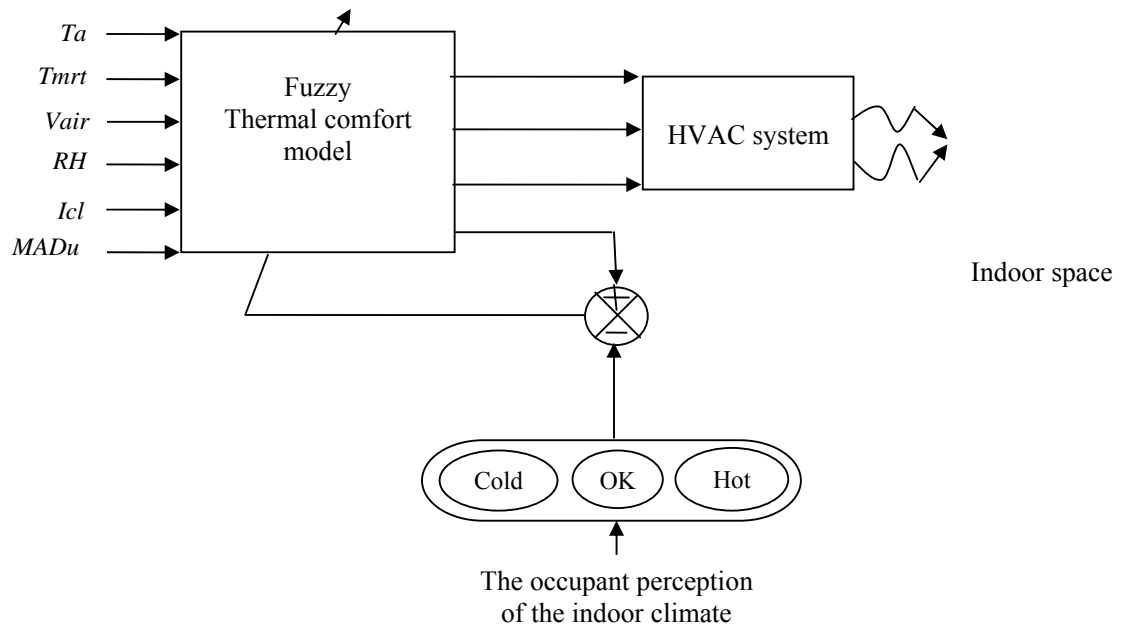 Ta
Tmrt
Vair
RH
Icl
MADu
Fuzzy
Thermal comfort
model
HVAC system
Indoor space
Cold
OK
Hot
The occupant perception
of the indoor climate